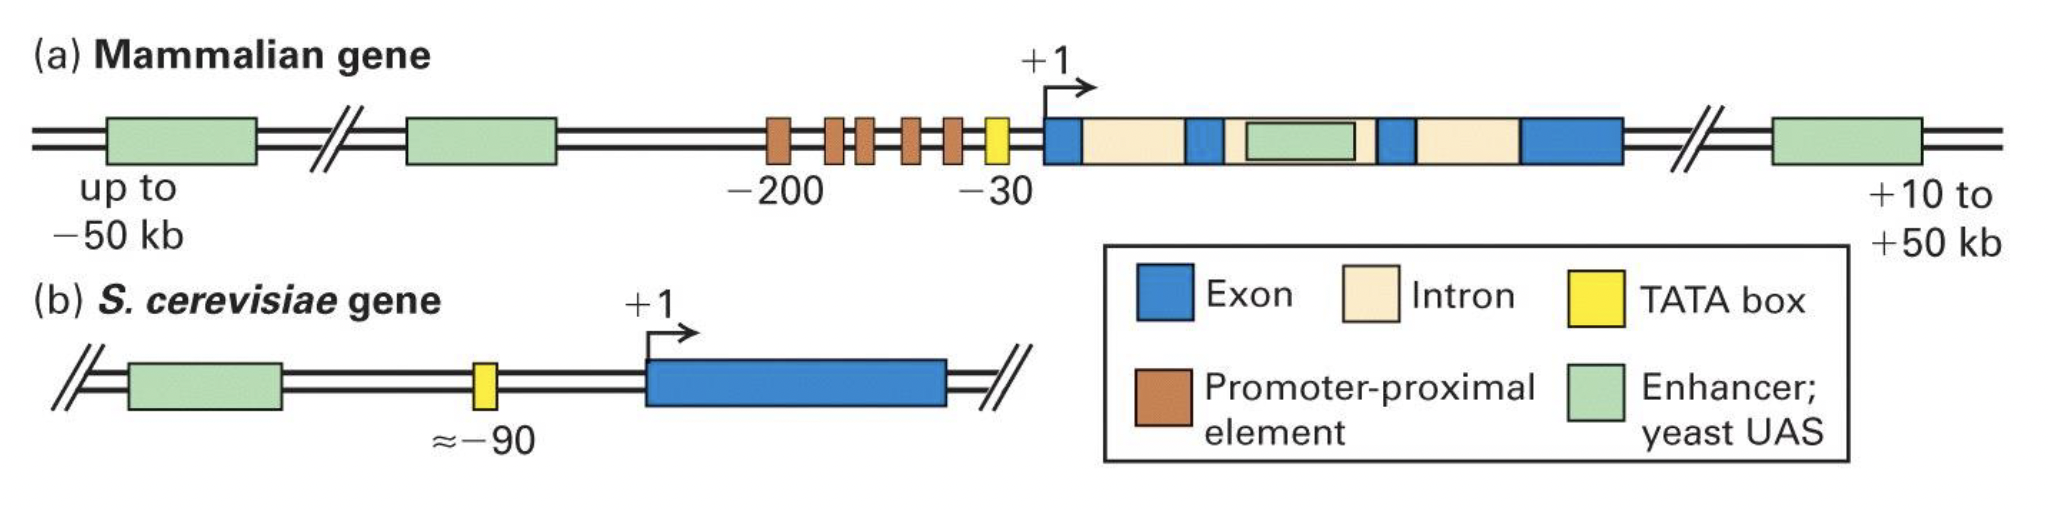 (a) Mammalian gene
+1
up to
−50 kb
−200
−30
+10 to
+50 kb
(b) S. cerevisiae gene
+1
≈−90
Exon
Intron
TATA box
Promoter-proximal
element
Enhancer;
yeast UAS